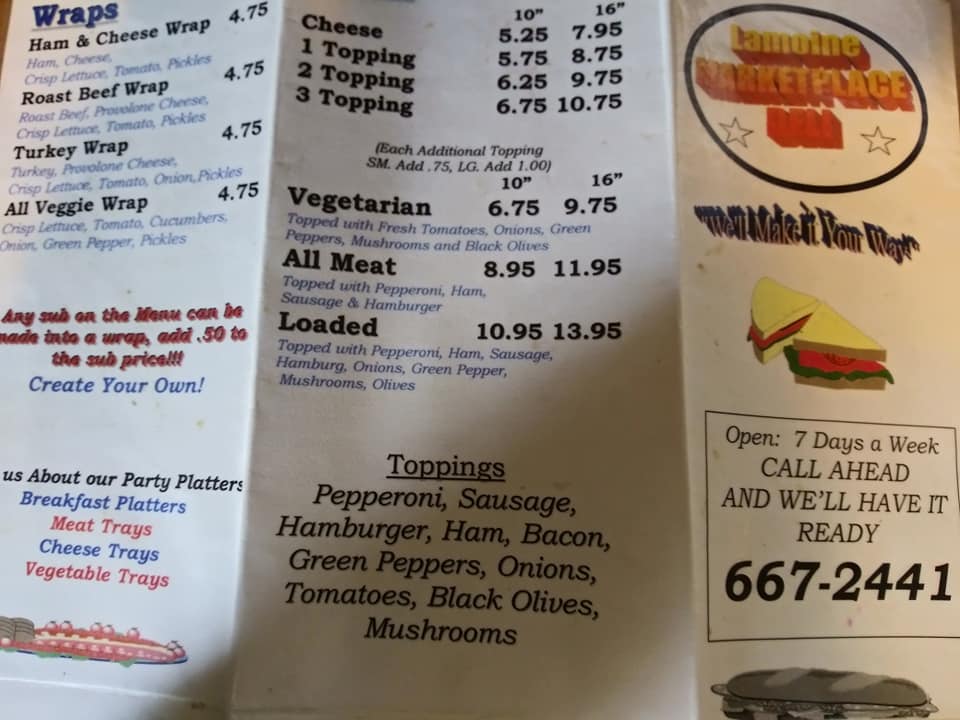 Wraps
Ham & Cheese Wrap 4.75
Ham, Cheese,
Crisp Lettuce, Tomato, Pickles
Roast Beef Wrap 4.75
Roast Beef, Provolone Cheese,
Crisp Lettuce, Tomato, Pickles
Turkey Wrap 4.75
Turkey, Provolone Cheese,
Crisp Lettuce, Tomato, Onion, Pickles
All Veggie Wrap 4.75
Crisp Lettuce, Tomato, Cucumbers,
Onion, Green Pepper, Pickles
Any sub on the Menu can be
made into a wrap, add .50 to
the sub price!!!
Create Your Own!
us About our Party Platters
Breakfast Platters
Meat Trays
Cheese Trays
Vegetable Trays
10" 16"
Cheese 5.25 7.95
1 Topping 5.75 8.75
2 Topping 6.25 9.75
3 Topping 6.75 10.75
(Each Additional Topping
SM. Add .75, LG. Add 1.00)
10" 16"
Vegetarian 6.75 9.75
Topped with Fresh Tomatoes, Onions, Green
Peppers, Mushrooms and Black Olives
All Meat 8.95 11.95
Topped with Pepperoni, Ham,
Sausage & Hamburger
Loaded 10.95 13.95
Topped with Pepperoni, Ham, Sausage,
Hamburg, Onions, Green Pepper,
Mushrooms, Olives
Toppings
Pepperoni, Sausage,
Hamburger, Ham, Bacon,
Green Peppers, Onions,
Tomatoes, Black Olives,
Mushrooms
Lamoine
MARKETPLACE
DELI
"We'll Make it Your Way"
Open: 7 Days a Week
CALL AHEAD
AND WE'LL HAVE IT
READY
667-2441